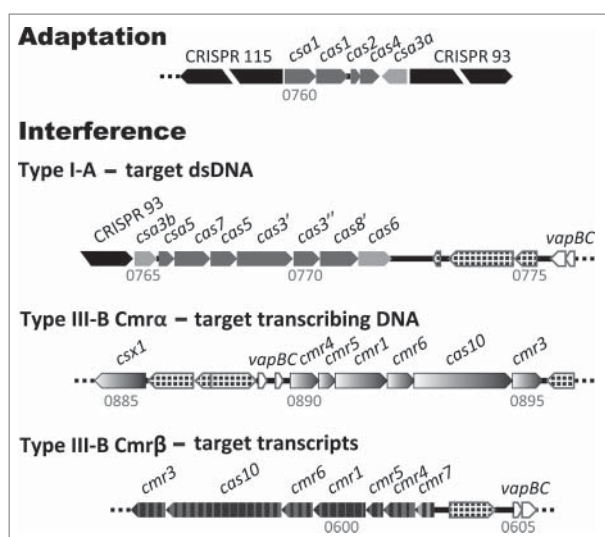 Adaptation
CRISPR 115 csa1 cas1 cas2 cas4 csa3a CRISPR 93
0760
Interference
Type I-A – target dsDNA
CRISPR 93 csa3b csa5 cas7 cas5 cas3' cas3'' cas8' cas6 vapBC
0765 0770 0775
Type III-B Cmrα – target transcribing DNA
csx1 vapBC cmr4 cmr5 cmr1 cmr6 cas10 cmr3
0885 0890 0895
Type III-B Cmrβ – target transcripts
cmr3 cas10 cmr6 cmr1 cmr5 cmr4 cmr7 vapBC
0600 0605